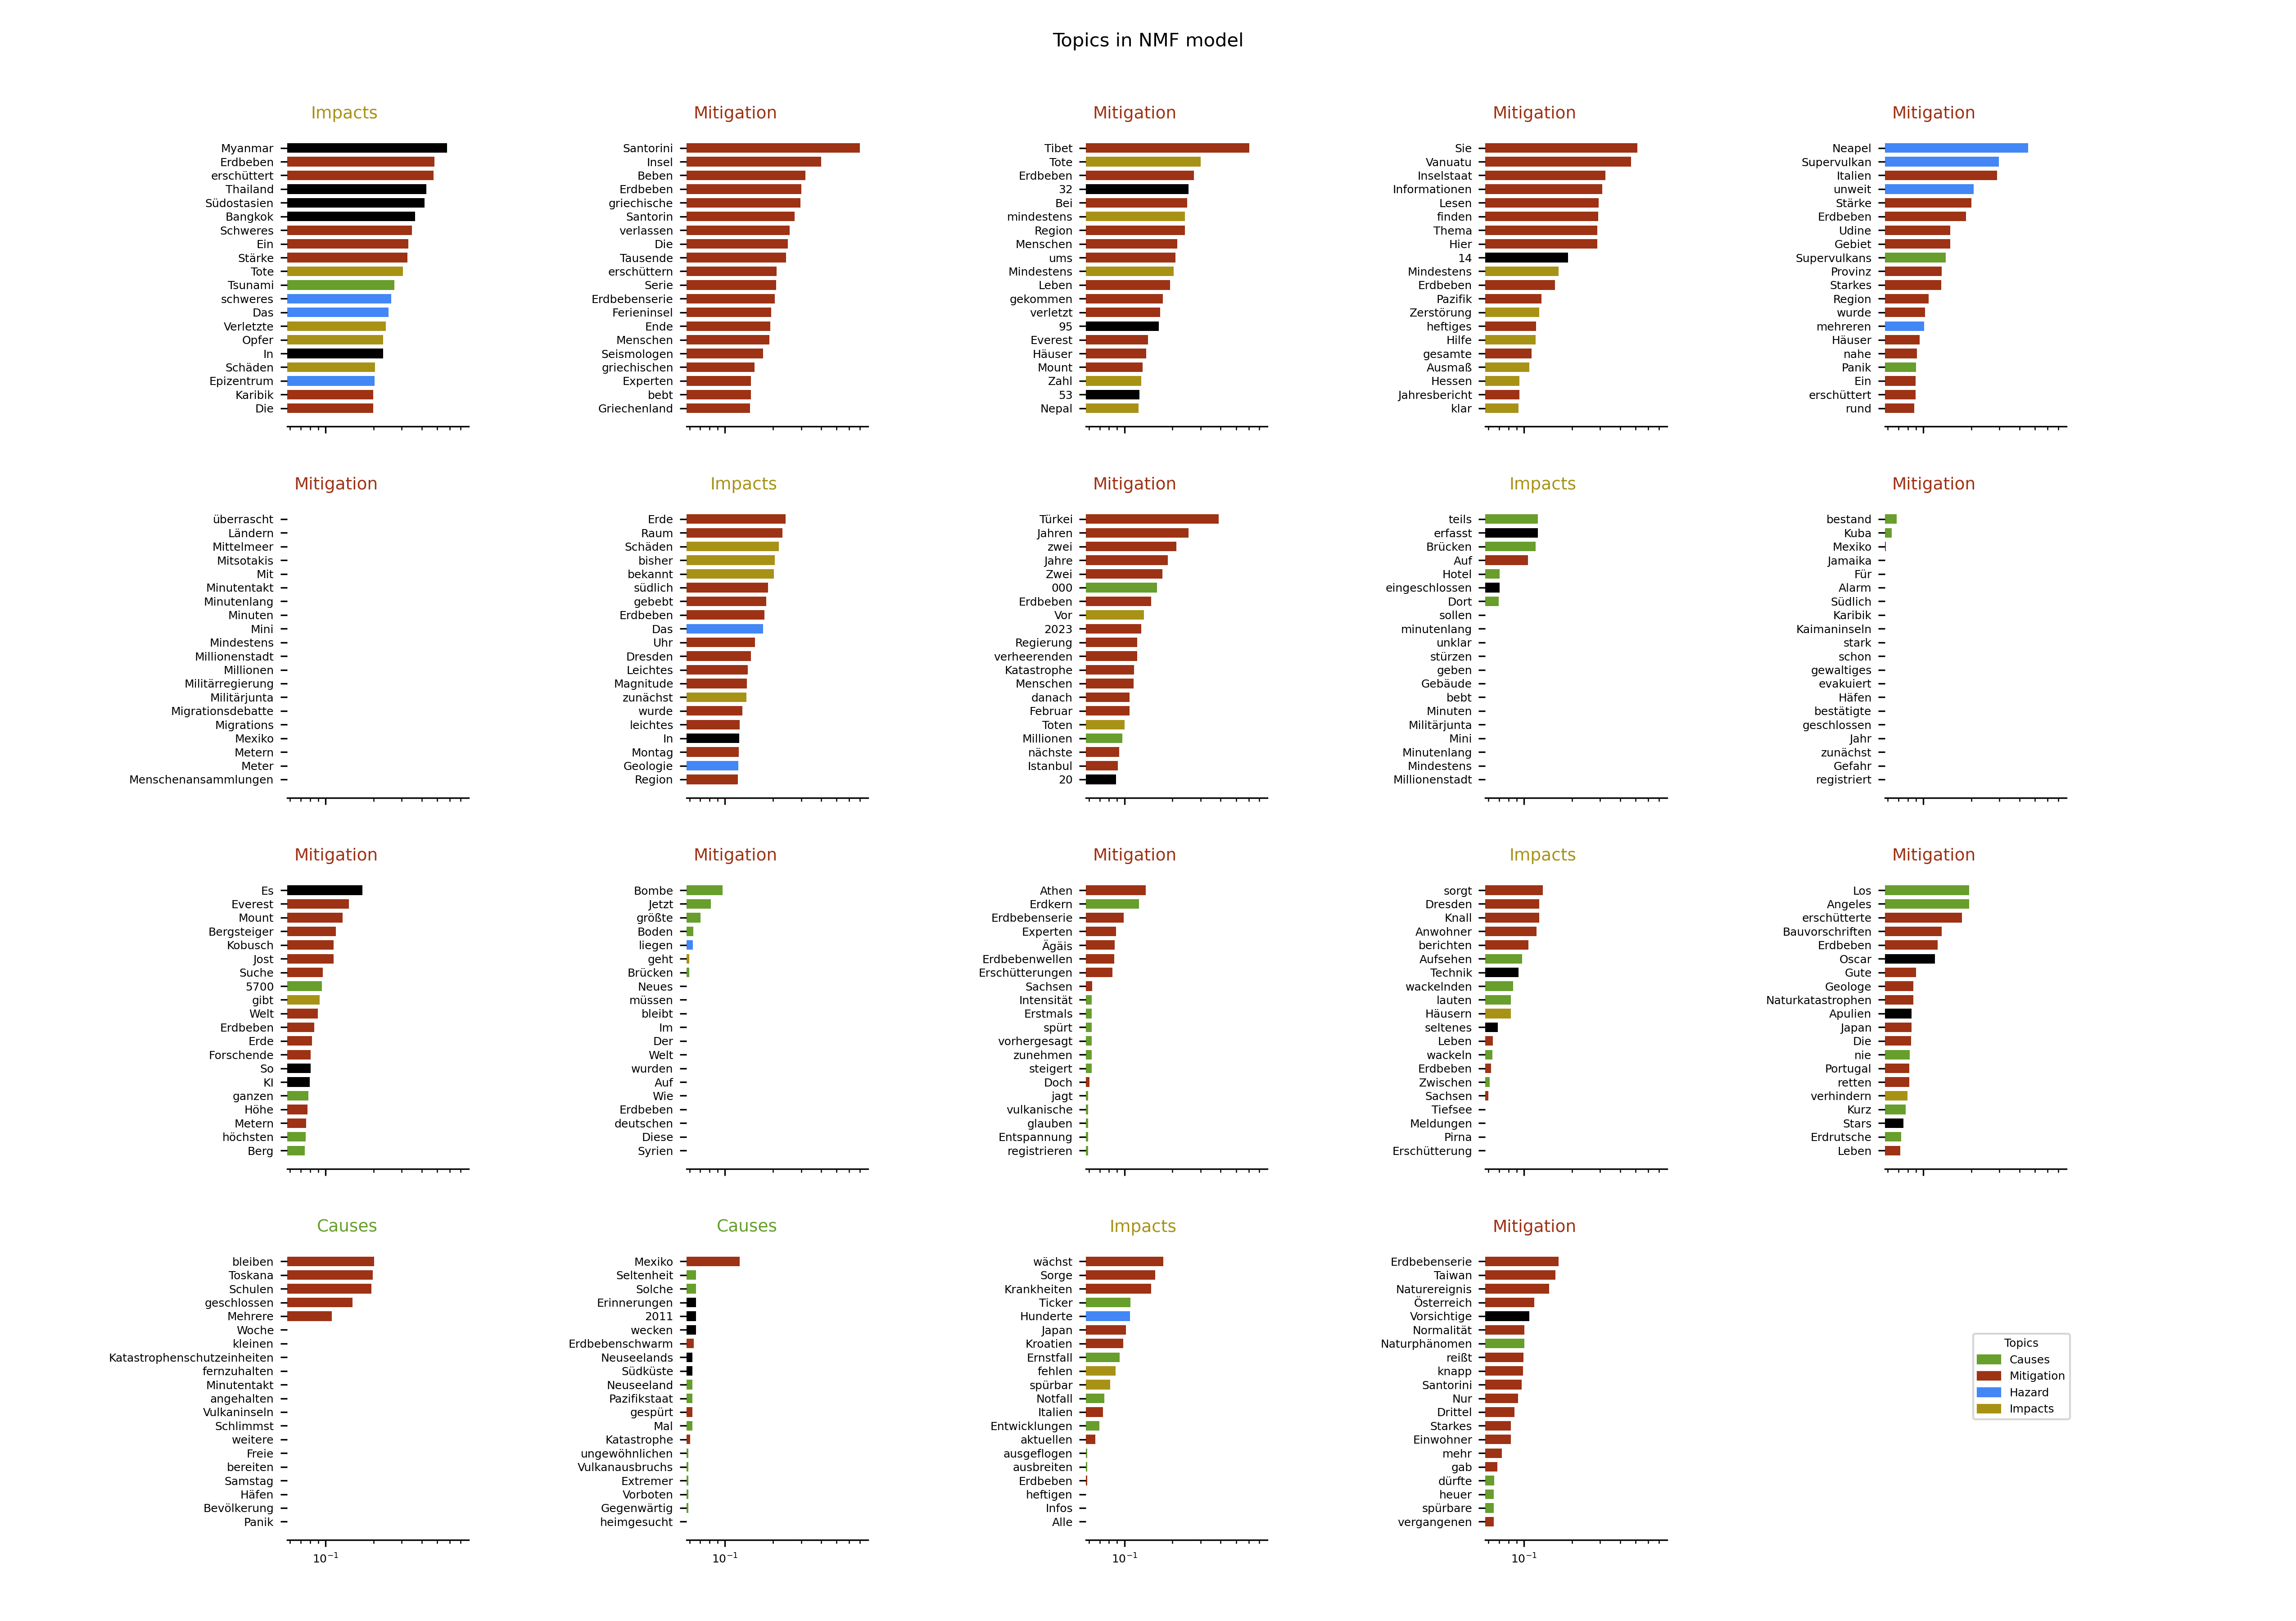 Topics in NMF model
Impacts
Myanmar
Erdbeben
erschüttert
Thailand
Südostasien
Bangkok
Schweres
Ein
Stärke
Tote
Tsunami
schweres
Das
Verletzte
Opfer
In
Schäden
Epizentrum
Karibik
Die
Mitigation
Santorini
Insel
Beben
Erdbeben
griechische
Santorin
verlassen
Die
Tausende
erschüttern
Serie
Erdbebenserie
Ferieninsel
Ende
Menschen
Seismologen
griechischen
Experten
bebt
Griechenland
Mitigation
Tibet
Tote
Erdbeben
32
Bei
mindestens
Region
Menschen
ums
Mindestens
Leben
gekommen
verletzt
95
Everest
Häuser
Mount
Zahl
53
Nepal
Mitigation
Sie
Vanuatu
Inselstaat
Informationen
Lesen
finden
Thema
Hier
14
Mindestens
Erdbeben
Pazifik
Zerstörung
heftiges
Hilfe
gesamte
Ausmaß
Hessen
Jahresbericht
klar
Mitigation
Neapel
Supervulkan
Italien
unweit
Stärke
Erdbeben
Udine
Gebiet
Supervulkans
Provinz
Starkes
Region
wurde
mehreren
Häuser
nahe
Panik
Ein
erschüttert
rund
Mitigation
überrascht
Ländern
Mittelmeer
Mitsotakis
Mit
Minutentakt
Minutenlang
Minuten
Mini
Mindestens
Millionenstadt
Millionen
Militärregierung
Militärjunta
Migrationsdebatte
Migrations
Mexiko
Metern
Meter
Menschenansammlungen
Impacts
Erde
Raum
Schäden
bisher
bekannt
südlich
gebebt
Erdbeben
Das
Uhr
Dresden
Leichtes
Magnitude
zunächst
wurde
leichtes
In
Montag
Geologie
Region
Mitigation
Türkei
Jahren
zwei
Jahre
Zwei
000
Erdbeben
Vor
2023
Regierung
verheerenden
Katastrophe
Menschen
danach
Februar
Toten
Millionen
nächste
Istanbul
20
Impacts
teils
erfasst
Brücken
Auf
Hotel
eingeschlossen
Dort
sollen
minutenlang
unklar
stürzen
geben
Gebäude
bebt
Minuten
Militärjunta
Mini
Minutenlang
Mindestens
Millionenstadt
Mitigation
bestand
Kuba
Mexiko
Jamaika
Für
Alarm
Südlich
Karibik
Kaimaninseln
stark
schon
gewaltiges
evakuiert
Häfen
bestätigte
geschlossen
Jahr
zunächst
Gefahr
registriert
Mitigation
Es
Everest
Mount
Bergsteiger
Kobusch
Jost
Suche
5700
gibt
Welt
Erdbeben
Erde
Forschende
So
KI
ganzen
Höhe
Metern
höchsten
Berg
Mitigation
Bombe
Jetzt
größte
Boden
liegen
geht
Brücken
Neues
müssen
bleibt
Im
Der
Welt
wurden
Auf
Wie
Erdbeben
deutschen
Diese
Syrien
Mitigation
Athen
Erdkern
Erdbebenserie
Experten
Ägäis
Erdbebenwellen
Erschütterungen
Sachsen
Intensität
Erstmals
spürt
vorhergesagt
zunehmen
steigert
Doch
jagt
vulkanische
glauben
Entspannung
registrieren
Impacts
sorgt
Dresden
Knall
Anwohner
berichten
Aufsehen
Technik
wackelnden
lauten
Häusern
seltenes
Leben
wackeln
Erdbeben
Zwischen
Sachsen
Tiefsee
Meldungen
Pirna
Erschütterung
Mitigation
Los
Angeles
erschütterte
Bauvorschriften
Erdbeben
Oscar
Gute
Geologe
Naturkatastrophen
Apulien
Japan
Die
nie
Portugal
retten
verhindern
Kurz
Stars
Erdrutsche
Leben
Causes
bleiben
Toskana
Schulen
geschlossen
Mehrere
Woche
kleinen
Katastrophenschutzeinheiten
fernzuhalten
Minutentakt
angehalten
Vulkaninseln
Schlimmst
weitere
Freie
bereiten
Samstag
Häfen
Bevölkerung
Panik
10⁻¹
Causes
Mexiko
Seltenheit
Solche
Erinnerungen
2011
wecken
Erdbebenschwarm
Neuseelands
Südküste
Neuseeland
Pazifikstaat
gespürt
Mal
Katastrophe
ungewöhnlichen
Vulkanausbruchs
Extremer
Vorboten
Gegenwärtig
heimgesucht
10⁻¹
Impacts
wächst
Sorge
Krankheiten
Ticker
Hunderte
Japan
Kroatien
Ernstfall
fehlen
spürbar
Notfall
Italien
Entwicklungen
aktuellen
ausgeflogen
ausbreiten
Erdbeben
heftigen
Infos
Alle
10⁻¹
Mitigation
Erdbebenserie
Taiwan
Naturereignis
Österreich
Vorsichtige
Normalität
Naturphänomen
reißt
knapp
Santorini
Nur
Drittel
Starkes
Einwohner
mehr
gab
dürfte
heuer
spürbare
vergangenen
10⁻¹
Topics
Causes
Mitigation
Hazard
Impacts